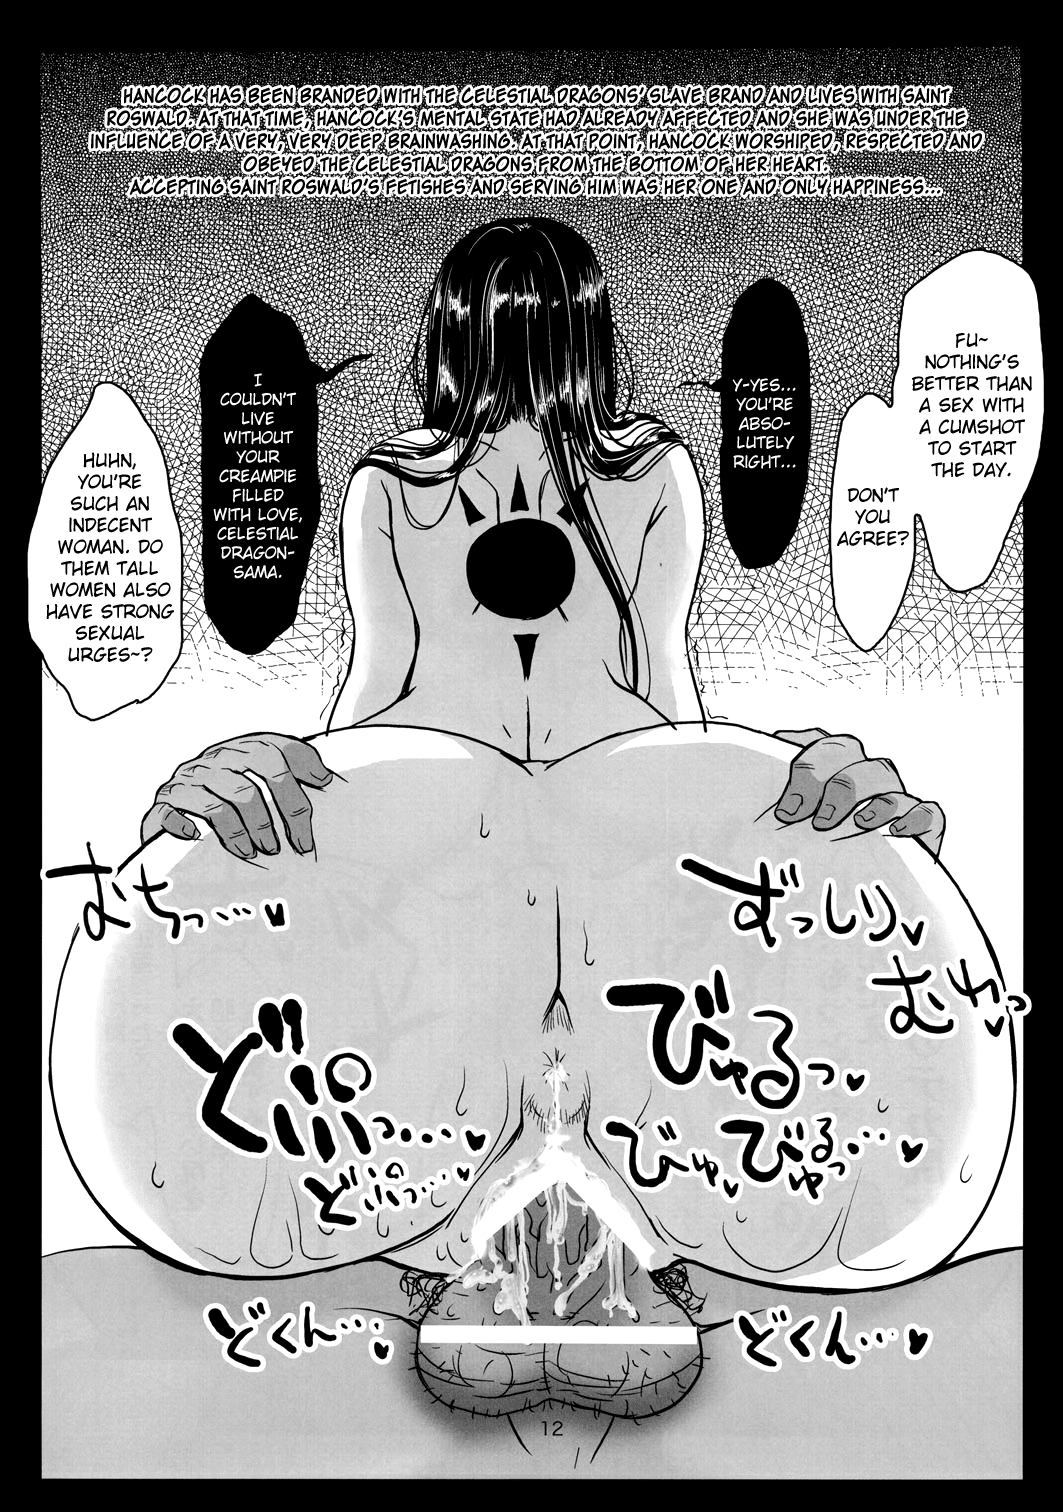 HANCOCK HAS BEEN BRANDED WITH THE CELESTIAL DRAGONS' SLAVE BRAND AND LIVES WITH SAINT
ROSWALD. AT THAT TIME, HANCOCK'S MENTAL STATE HAD ALREADY AFFECTED AND SHE WAS UNDER THE
INFLUENCE OF A VERY, VERY DEEP BRAINWASHING. AT THAT POINT, HANCOCK WORSHIPED, RESPECTED AND
OBEYED THE CELESTIAL DRAGONS FROM THE BOTTOM OF HER HEART.
ACCEPTING SAINT ROSWALD'S FETISHES AND SERVING HIM WAS HER ONE AND ONLY HAPPINESS...
FU~
NOTHING'S
BETTER THAN
A SEX WITH
A CUMSHOT
TO START
THE DAY.
DON'T
YOU
AGREE?
Y-YES...
YOU'RE
ABSO-
LUTELY
RIGHT...
I
COULDN'T
LIVE
WITHOUT
YOUR
CREAMPIE
FILLED
WITH LOVE,
CELESTIAL
DRAGON-
SAMA.
HUHN,
YOU'RE
SUCH AN
INDECENT
WOMAN. DO
THEM TALL
WOMEN ALSO
HAVE STRONG
SEXUAL
URGES~?
ずっしり♥
むわっ♥
むちっ…♥
びゅるっ♥
びゅ♥びゅるっ…♥
どぷっ…♥
どぷっ…♥
どくん…♥
どくん…♥
12